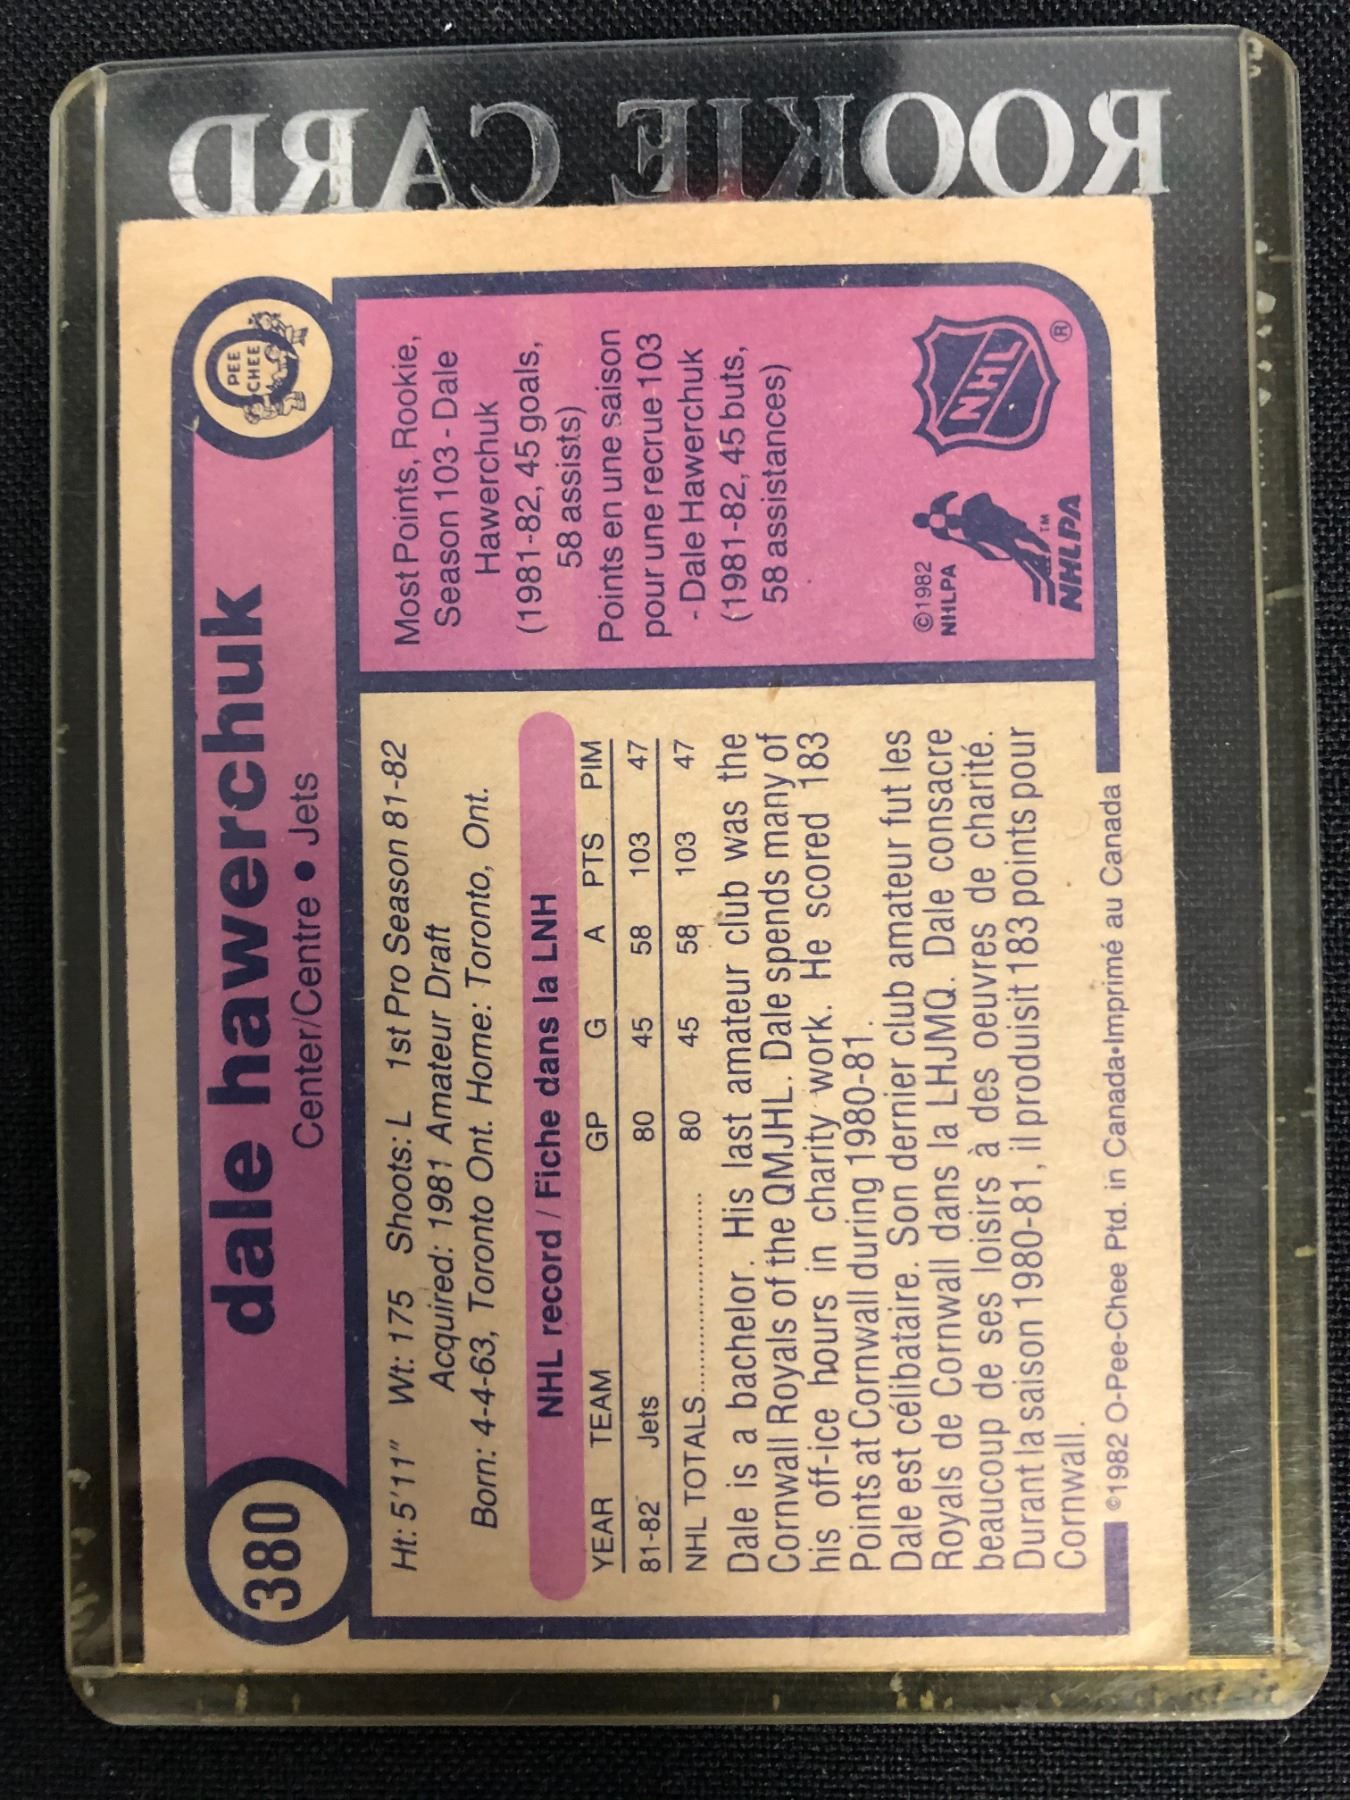 ROOKIE CARD
380
dale hawerchuk
Center/Centre • Jets
PEE
CHEE
Ht: 5'11" Wt: 175 Shoots: L 1st Pro Season 81-82
Acquired: 1981 Amateur Draft
Born: 4-4-63, Toronto Ont. Home: Toronto, Ont.
NHL record / Fiche dans la LNH
YEAR TEAM GP G A PTS PIM
81-82 Jets 80 45 58 103 47
NHL TOTALS.................... 80 45 58 103 47
Dale is a bachelor. His last amateur club was the
Cornwall Royals of the QMJHL. Dale spends many of
his off-ice hours in charity work. He scored 183
Points at Cornwall during 1980-81.
Dale est célibataire. Son dernier club amateur fut les
Royals de Cornwall dans la LHJMQ. Dale consacre
beaucoup de ses loisirs à des oeuvres de charité.
Durant la saison 1980-81, il produisit 183 points pour
Cornwall.
Most Points, Rookie,
Season 103 - Dale
Hawerchuk
(1981-82, 45 goals,
58 assists)
Points en une saison
pour une recrue 103
- Dale Hawerchuk
(1981-82, 45 buts,
58 assistances)
©1982
NHLPA
TM
NHLPA
NHL
®
©1982 O-Pee-Chee Ptd. in Canada•Imprimé au Canada